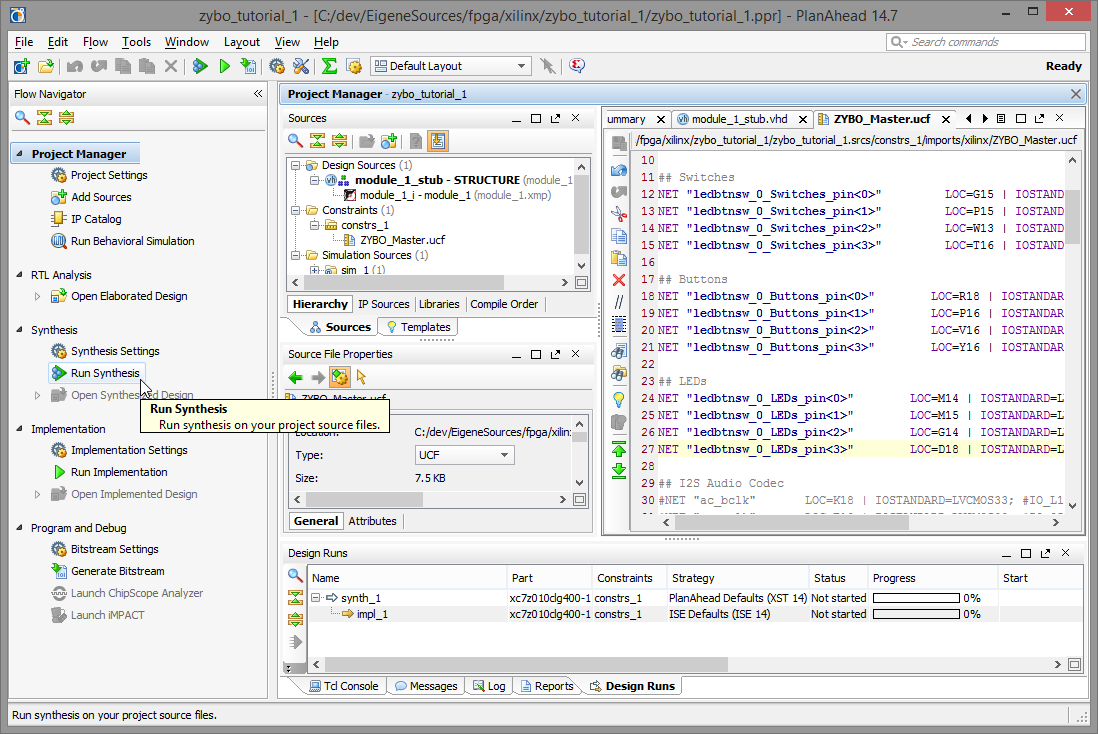 zybo_tutorial_1 - [C:/dev/EigeneSources/fpga/xilinx/zybo_tutorial_1/zybo_tutorial_1.ppr] - PlanAhead 14.7
File Edit Flow Tools Window Layout View Help
Search commands
Default Layout
Ready
Flow Navigator
Project Manager
Project Settings
Add Sources
IP Catalog
Run Behavioral Simulation
RTL Analysis
Open Elaborated Design
Synthesis
Synthesis Settings
Run Synthesis
Open Synthesized Design
Run Synthesis
Run synthesis on your project source files.
Implementation
Implementation Settings
Run Implementation
Open Implemented Design
Program and Debug
Bitstream Settings
Generate Bitstream
Launch ChipScope Analyzer
Launch iMPACT
Project Manager - zybo_tutorial_1
Sources
Design Sources (1)
module_1_stub - STRUCTURE (module_1
module_1_i - module_1 (module_1.xmp)
Constraints (1)
constrs_1
ZYBO_Master.ucf
Simulation Sources (1)
sim_1 (1)
Hierarchy IP Sources Libraries Compile Order
Sources Templates
Source File Properties
ZYBO_Master.ucf
Location: C:/dev/EigeneSources/fpga/xilin
Type: UCF
Size: 7.5 KB
General Attributes
ummary module_1_stub.vhd ZYBO_Master.ucf
/fpga/xilinx/zybo_tutorial_1/zybo_tutorial_1.srcs/constrs_1/imports/xilinx/ZYBO_Master.ucf
10
11 ## Switches
12 NET "ledbtnsw_0_Switches_pin<0>" LOC=G15 | IOSTAND
13 NET "ledbtnsw_0_Switches_pin<1>" LOC=P15 | IOSTAND
14 NET "ledbtnsw_0_Switches_pin<2>" LOC=W13 | IOSTAND
15 NET "ledbtnsw_0_Switches_pin<3>" LOC=T16 | IOSTAND
16
17 ## Buttons
18 NET "ledbtnsw_0_Buttons_pin<0>" LOC=R18 | IOSTANDAR
19 NET "ledbtnsw_0_Buttons_pin<1>" LOC=P16 | IOSTANDAR
20 NET "ledbtnsw_0_Buttons_pin<2>" LOC=V16 | IOSTANDAR
21 NET "ledbtnsw_0_Buttons_pin<3>" LOC=Y16 | IOSTANDAR
22
23 ## LEDs
24 NET "ledbtnsw_0_LEDs_pin<0>" LOC=M14 | IOSTANDARD=L
25 NET "ledbtnsw_0_LEDs_pin<1>" LOC=M15 | IOSTANDARD=L
26 NET "ledbtnsw_0_LEDs_pin<2>" LOC=G14 | IOSTANDARD=L
27 NET "ledbtnsw_0_LEDs_pin<3>" LOC=D18 | IOSTANDARD=L
28
29 ## I2S Audio Codec
30 #NET "ac_bclk" LOC=K18 | IOSTANDARD=LVCMOS33; #IO_L1
Design Runs
Name Part Constraints Strategy Status Progress Start
synth_1 xc7z010clg400-1 constrs_1 PlanAhead Defaults (XST 14) Not started 0%
impl_1 xc7z010clg400-1 constrs_1 ISE Defaults (ISE 14) Not started 0%
Tcl Console Messages Log Reports Design Runs
Run synthesis on your project source files.